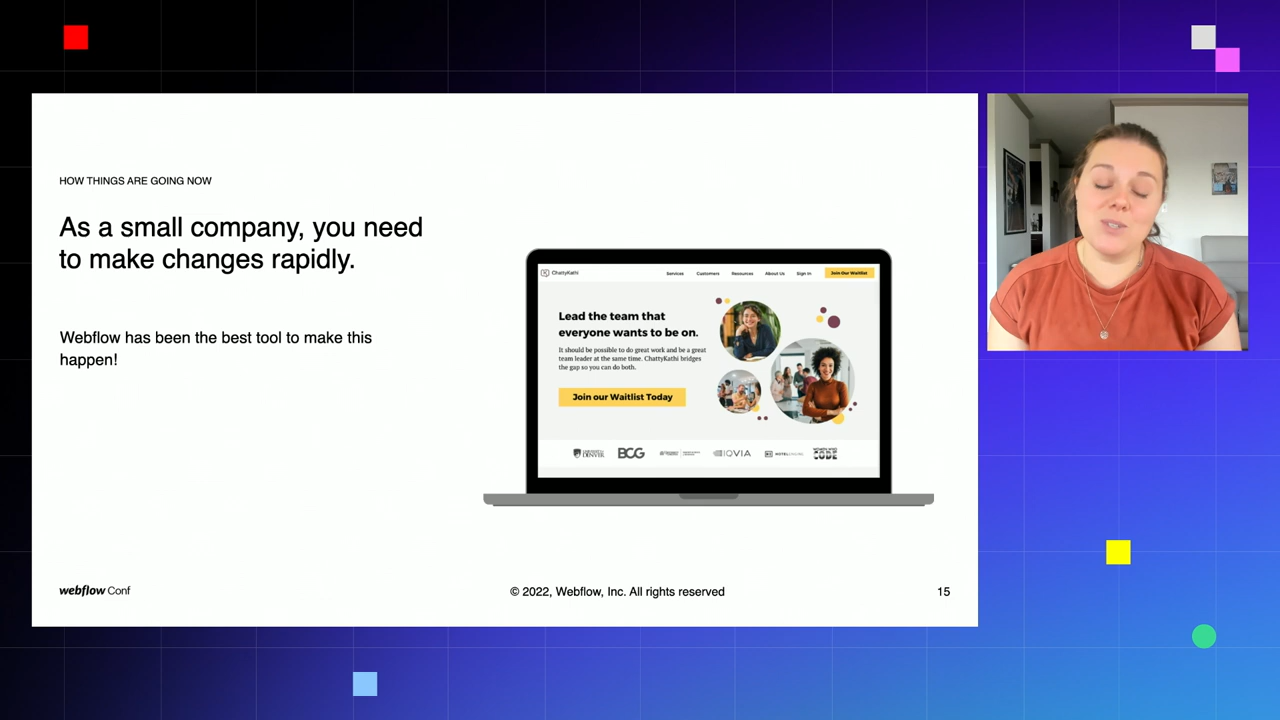 HOW THINGS ARE GOING NOW
As a small company, you need
to make changes rapidly.
Webflow has been the best tool to make this
happen!
ChattyKathi
Services Customers Resources About Us Sign In Join Our Waitlist
Lead the team that
everyone wants to be on.
It should be possible to do great work and be a great
team leader at the same time. ChattyKathi bridges
the gap so you can do both.
Join our Waitlist Today
DENVER BCG IQVIA CODE
webflow Conf
© 2022, Webflow, Inc. All rights reserved
15